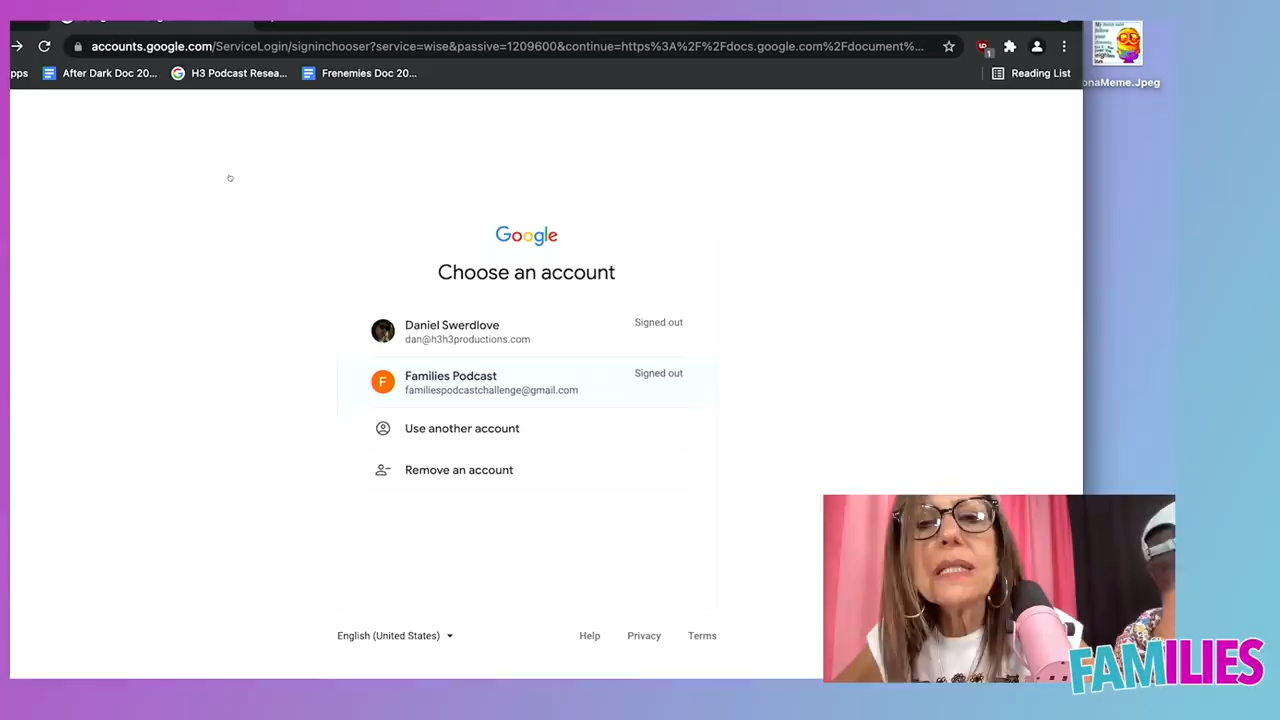 accounts.google.com/ServiceLogin/signinchooser?service=wise&passive=1209600&continue=https%3A%2F%2Fdocs.google.com%2Fdocument%...
1
pps After Dark Doc 20... H3 Podcast Resea... Frenemies Doc 20... Reading List
onaMeme.Jpeg
Google
Choose an account
Daniel Swerdlove Signed out
dan@h3h3productions.com
F Families Podcast Signed out
familiespodcastchallenge@gmail.com
Use another account
Remove an account
English (United States) Help Privacy Terms
FAMILIES